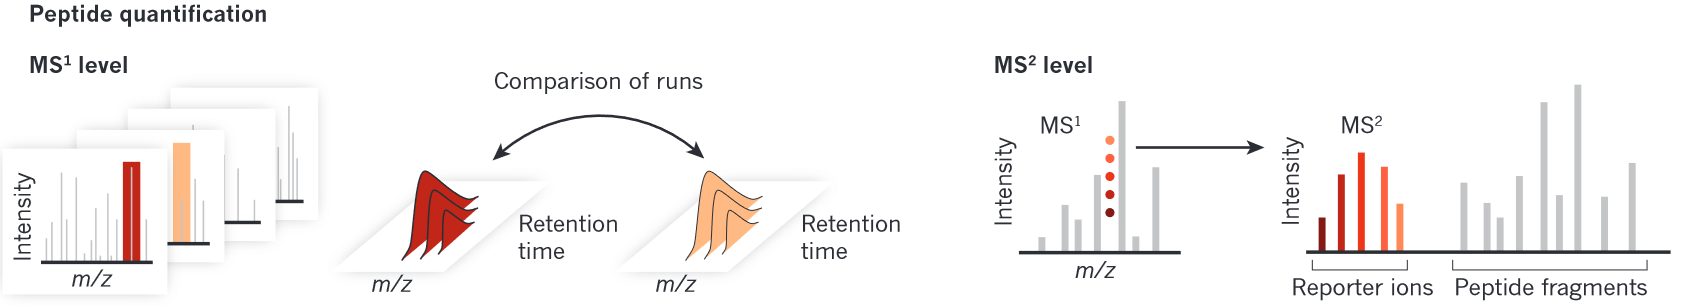 Peptide quantification
MS¹ level
Intensity
m/z
Comparison of runs
Retention
time
m/z
Retention
time
m/z
MS² level
MS¹
Intensity
m/z
MS²
Intensity
Reporter ions
Peptide fragments